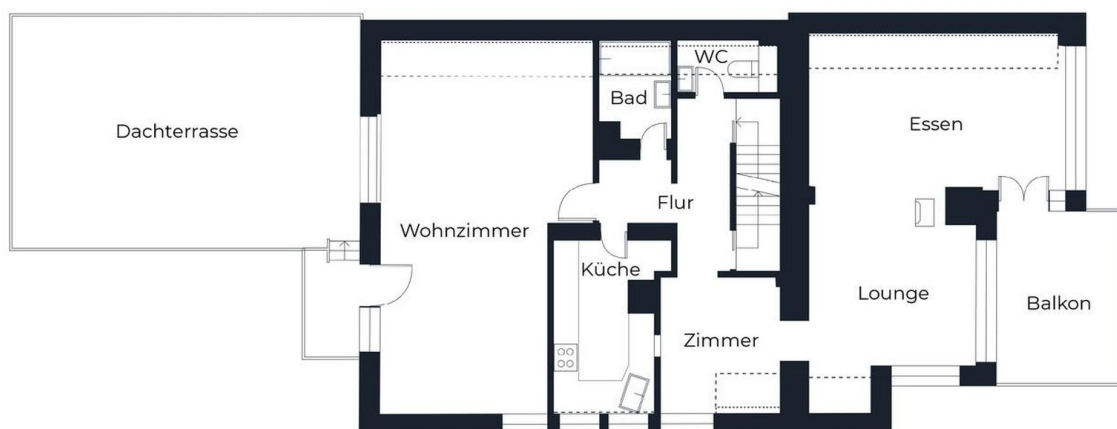 WC
Bad
Dachterrasse
Essen
Flur
Wohnzimmer
Küche
Lounge
Balkon
Zimmer